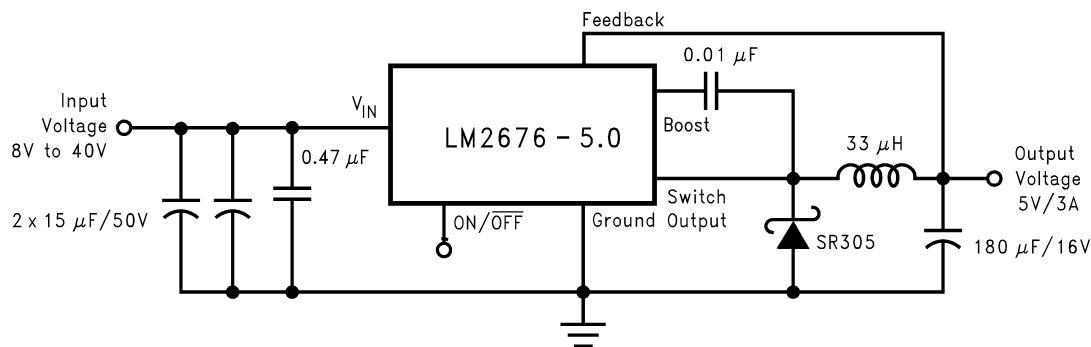 Feedback
0.01 μF
Input
Voltage
8V to 40V
VIN
LM2676 - 5.0
Boost
0.47 μF
33 μH
Output
Voltage
5V/3A
Switch
Output
2 x 15 μF/50V
ON/OFF
Ground
SR305
180 μF/16V